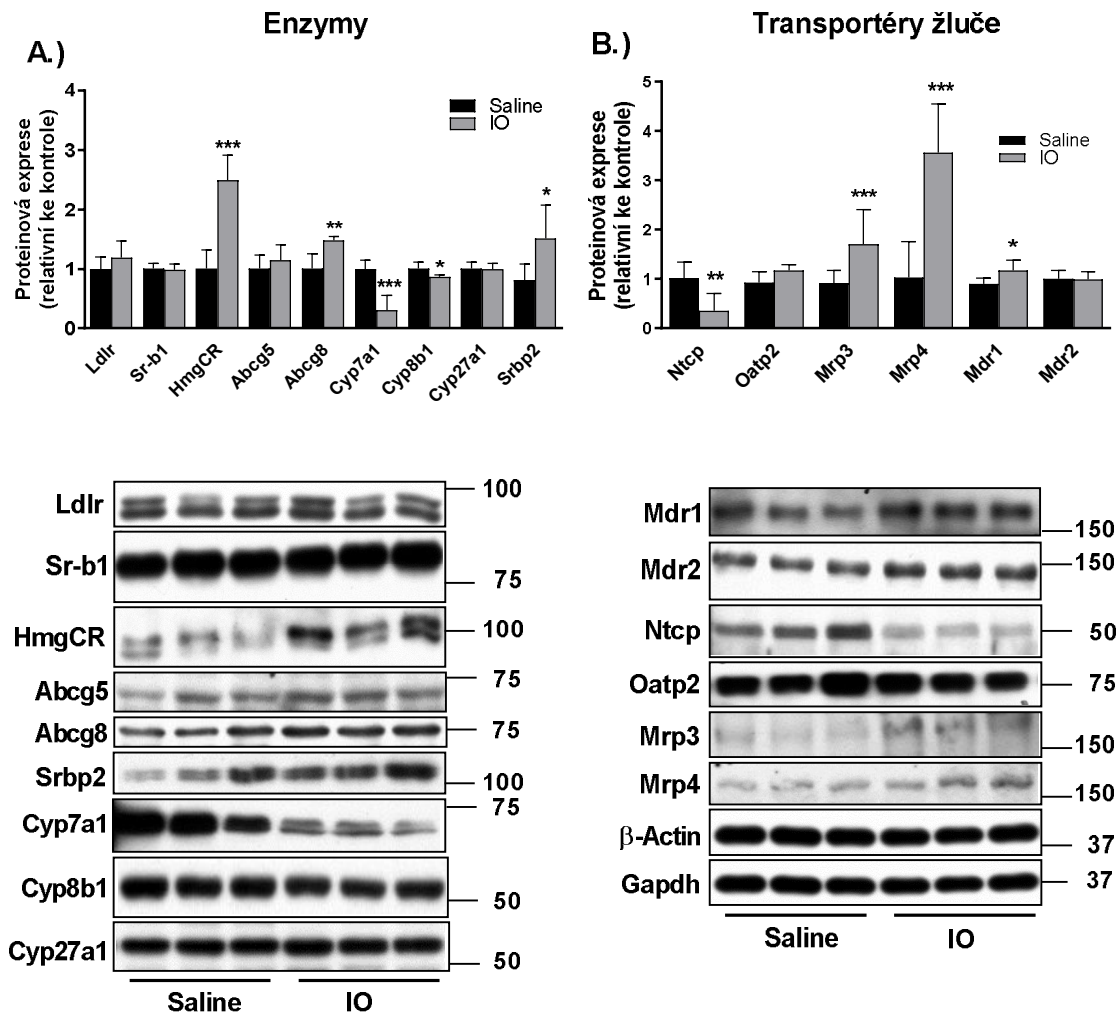 Enzymy
A.)
Proteinová exprese
(relativní ke kontrole)
4
3
2
1
0
Saline
IO
***
**
***
*
*
Ldlr
Sr-b1
HmgCR
Abcg5
Abcg8
Cyp7a1
Cyp8b1
Cyp27a1
Srbp2
Transportéry žluče
B.)
Proteinová exprese
(relativní ke kontrole)
5
4
3
2
1
0
Saline
IO
**
***
***
*
Ntcp
Oatp2
Mrp3
Mrp4
Mdr1
Mdr2
Ldlr
100
Sr-b1
75
HmgCR
100
Abcg5
75
Abcg8
75
Srbp2
100
Cyp7a1
75
Cyp8b1
50
Cyp27a1
50
Saline
IO
Mdr1
150
Mdr2
150
Ntcp
50
Oatp2
75
Mrp3
150
Mrp4
150
β-Actin
37
Gapdh
37
Saline
IO